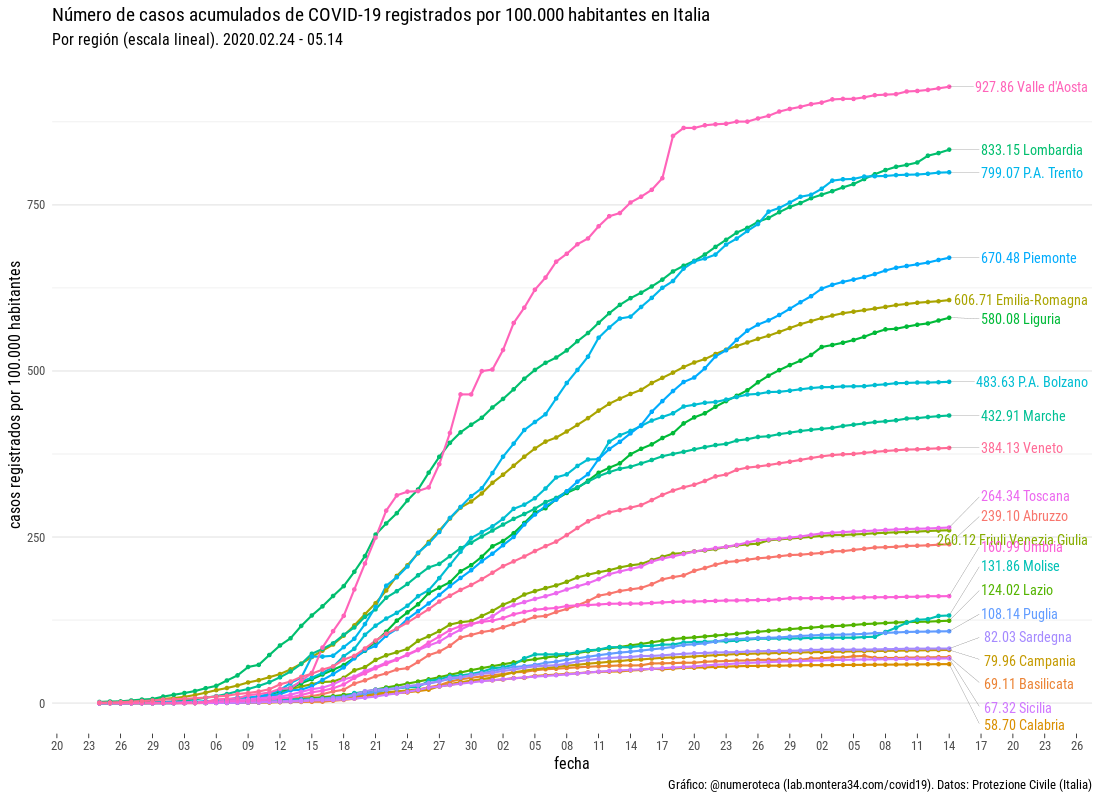 Número de casos acumulados de COVID-19 registrados por 100.000 habitantes en Italia
Por región (escala lineal). 2020.02.24 - 05.14
casos registrados por 100.000 habitantes
750
500
250
0
927.86 Valle d'Aosta
833.15 Lombardia
799.07 P.A. Trento
670.48 Piemonte
606.71 Emilia-Romagna
580.08 Liguria
483.63 P.A. Bolzano
432.91 Marche
384.13 Veneto
264.34 Toscana
239.10 Abruzzo
260.12 Friuli Venezia Giulia
160.99 Umbria
131.86 Molise
124.02 Lazio
108.14 Puglia
82.03 Sardegna
79.96 Campania
69.11 Basilicata
67.32 Sicilia
58.70 Calabria
20 23 26 29 03 06 09 12 15 18 21 24 27 30 02 05 08 11 14 17 20 23 26 29 02 05 08 11 14 17 20 23 26
fecha
Gráfico: @numeroteca (lab.montera34.com/covid19). Datos: Protezione Civile (Italia)